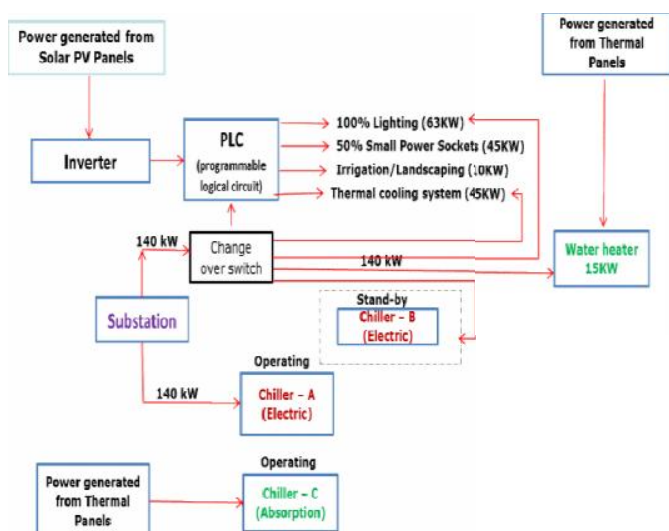 Power generated from
Solar PV Panels
Power generated
from Thermal
Panels
Inverter
PLC
(programmable
logical circuit)
100% Lighting (63KW)
50% Small Power Sockets (45KW)
Irrigation/Landscaping (10KW)
Thermal cooling system (45KW)
140 kW
Change
over switch
140 kW
Water heater
15KW
Substation
Stand-by
Chiller – B
(Electric)
Operating
140 kW
Chiller – A
(Electric)
Operating
Power generated
from Thermal
Panels
Chiller – C
(Absorption)